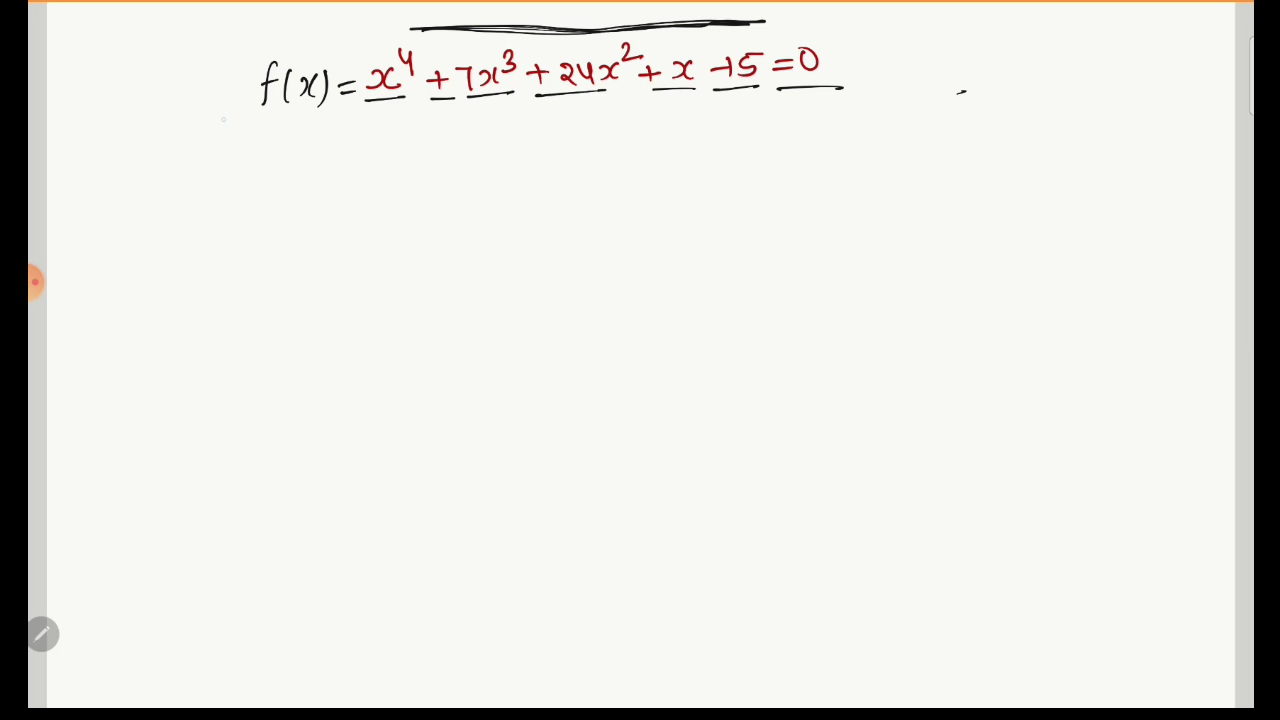 f(x) = x⁴ + 7x³ + 24x² + x - 15 = 0